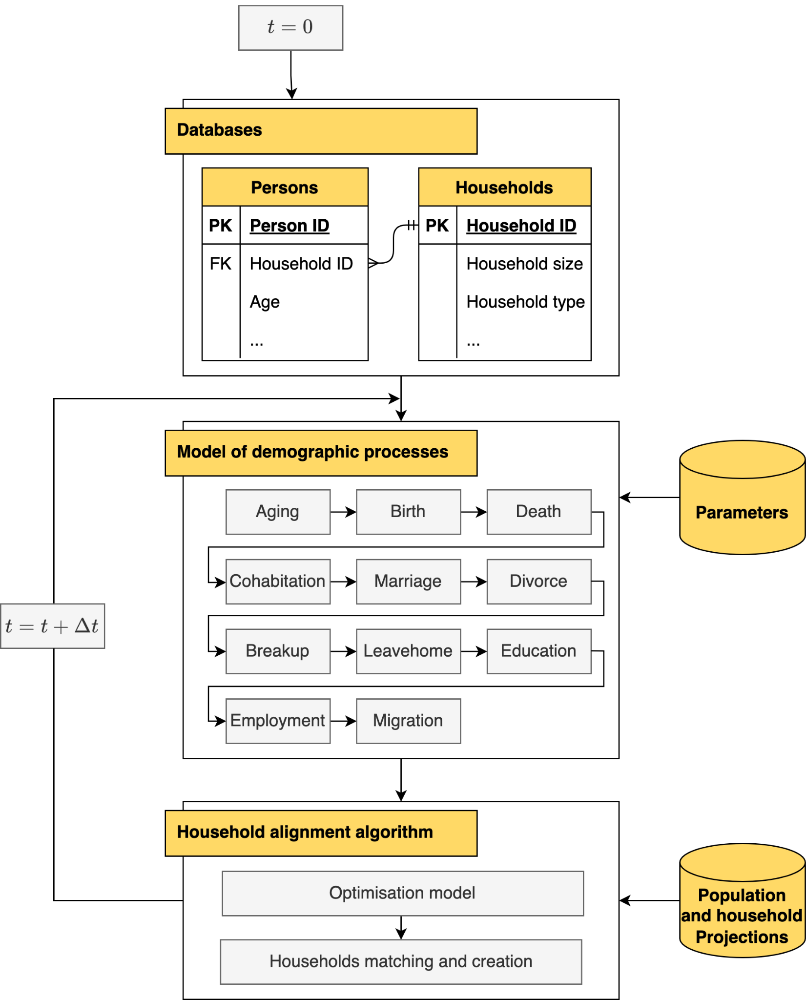 t = 0
Databases
Persons
PK Person ID
FK Household ID
Age
...
Households
PK Household ID
Household size
Household type
...
Model of demographic processes
Aging
Birth
Death
Cohabitation
Marriage
Divorce
Breakup
Leavehome
Education
Employment
Migration
Parameters
t = t + Δt
Household alignment algorithm
Optimisation model
Households matching and creation
Population
and household
Projections